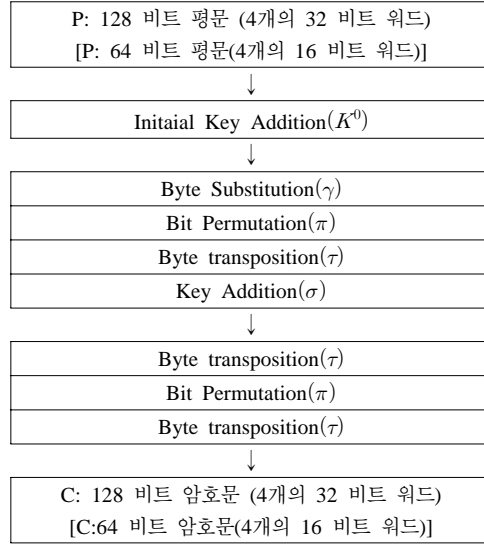 P: 128 비트 평문 (4개의 32 비트 워드)
[P: 64 비트 평문(4개의 16 비트 워드)]
↓
Initaial Key Addition(K⁰)
↓
Byte Substitution(γ)
Bit Permutation(π)
Byte transposition(τ)
Key Addition(σ)
↓
Byte transposition(τ)
Bit Permutation(π)
Byte transposition(τ)
↓
C: 128 비트 암호문 (4개의 32 비트 워드)
[C:64 비트 암호문(4개의 16 비트 워드)]